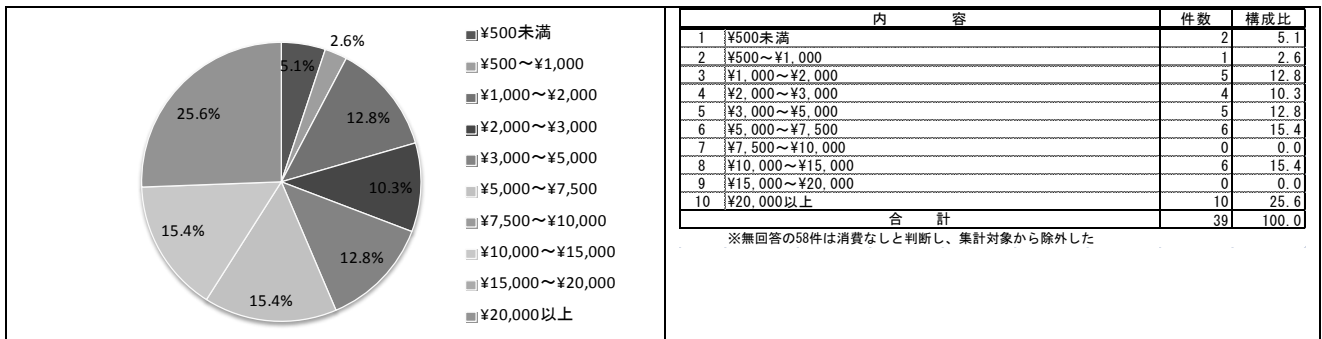 2.6%
5.1%
25.6%
12.8%
10.3%
15.4%
12.8%
15.4%
¥500未満
¥500～¥1,000
¥1,000～¥2,000
¥2,000～¥3,000
¥3,000～¥5,000
¥5,000～¥7,500
¥7,500～¥10,000
¥10,000～¥15,000
¥15,000～¥20,000
¥20,000以上
内 容 件数 構成比
1 ¥500未満 2 5.1
2 ¥500～¥1,000 1 2.6
3 ¥1,000～¥2,000 5 12.8
4 ¥2,000～¥3,000 4 10.3
5 ¥3,000～¥5,000 5 12.8
6 ¥5,000～¥7,500 6 15.4
7 ¥7,500～¥10,000 0 0.0
8 ¥10,000～¥15,000 6 15.4
9 ¥15,000～¥20,000 0 0.0
10 ¥20,000以上 10 25.6
合 計 39 100.0
※無回答の58件は消費なしと判断し、集計対象から除外した